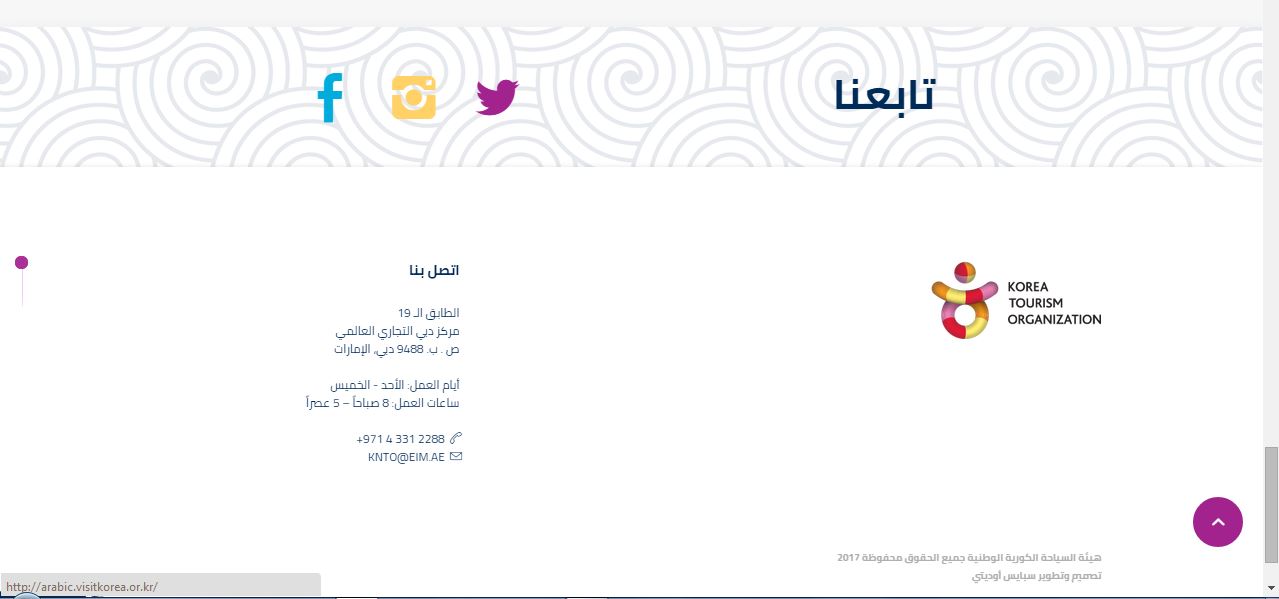 تابعنا
KOREA
TOURISM
ORGANIZATION
اتصل بنا
الطابق الـ 19
مركز دبي التجاري العالمي
ص . ب. 9488 دبي، الإمارات
أيام العمل: الأحد - الخميس
ساعات العمل: 8 صباحاً – 5 عصراً
+971 4 331 2288
KNTO@EIM.AE
هيئة السياحة الكورية الوطنية جميع الحقوق محفوظة 2017
تصميم وتطوير سبايس أوديتي
http://arabic.visitkorea.or.kr/